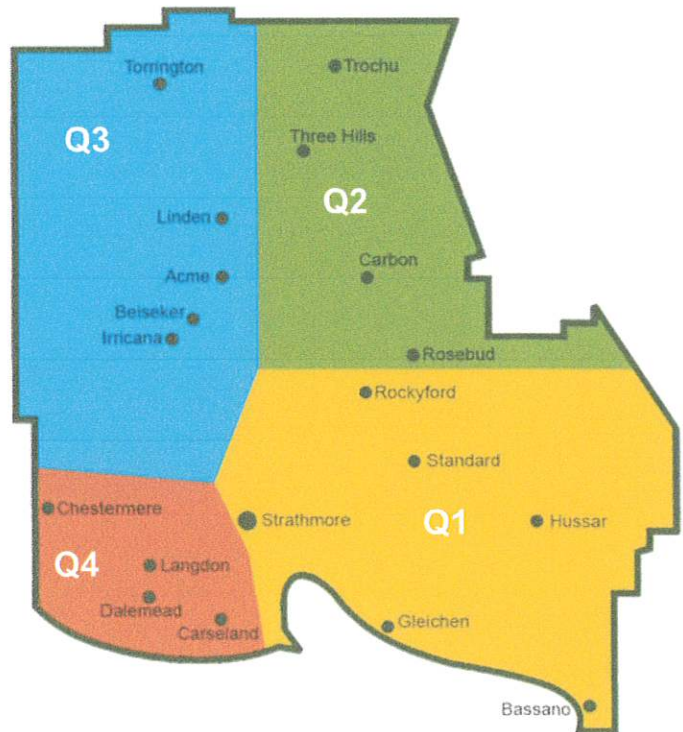 Torrington
Trochu
Q3
Three Hills
Q2
Linden
Carbon
Acme
Beiseker
Irricana
Rosebud
Rockyford
Standard
Chestermere
Strathmore
Q1
Hussar
Q4
Langdon
Dalemead
Carseland
Gleichen
Bassano